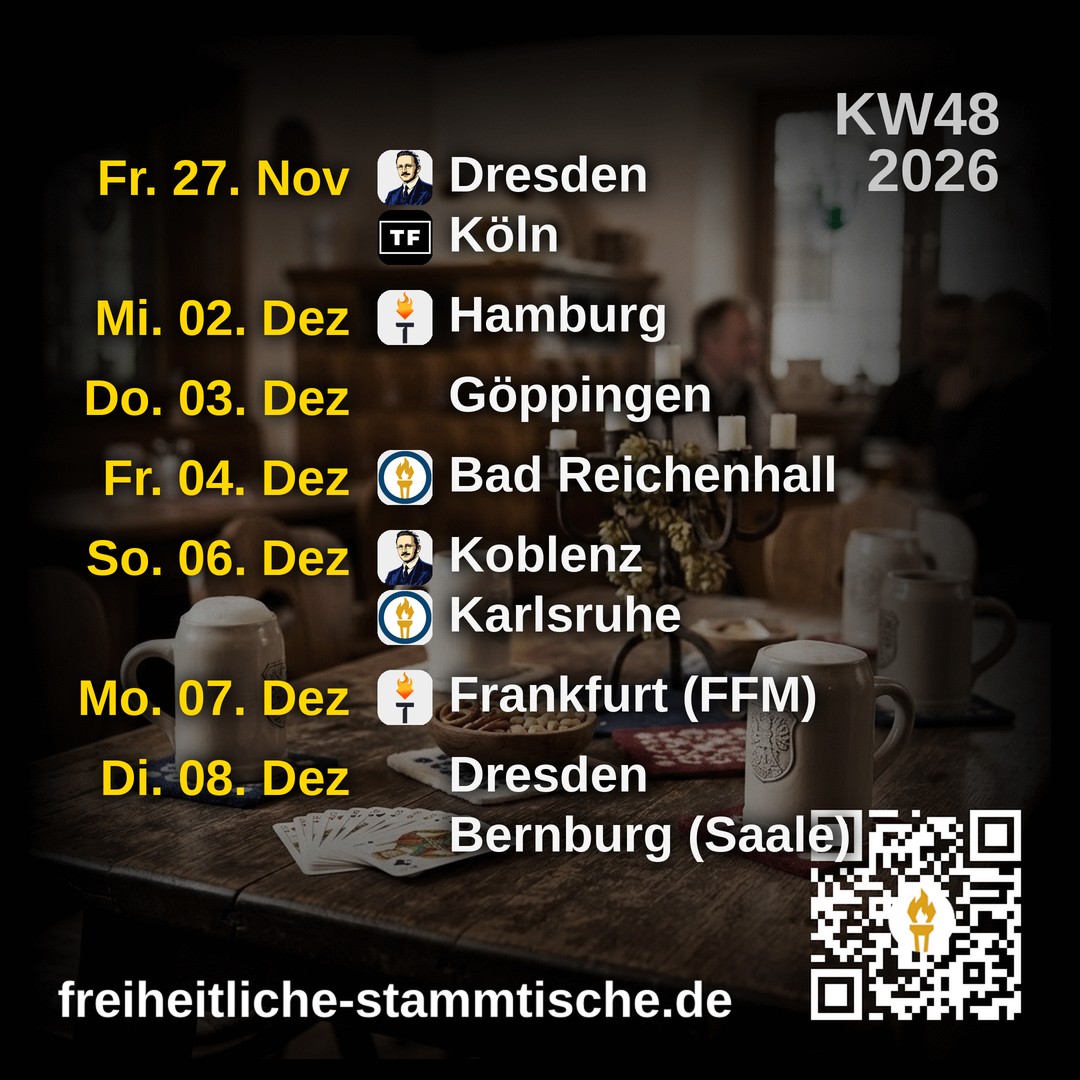 KW48
2026
Fr. 27. Nov Dresden
TF Köln
Mi. 02. Dez Hamburg
Do. 03. Dez Göppingen
Fr. 04. Dez Bad Reichenhall
So. 06. Dez Koblenz
Karlsruhe
Mo. 07. Dez Frankfurt (FFM)
Di. 08. Dez Dresden
Bernburg (Saale)
freiheitliche-stammtische.de